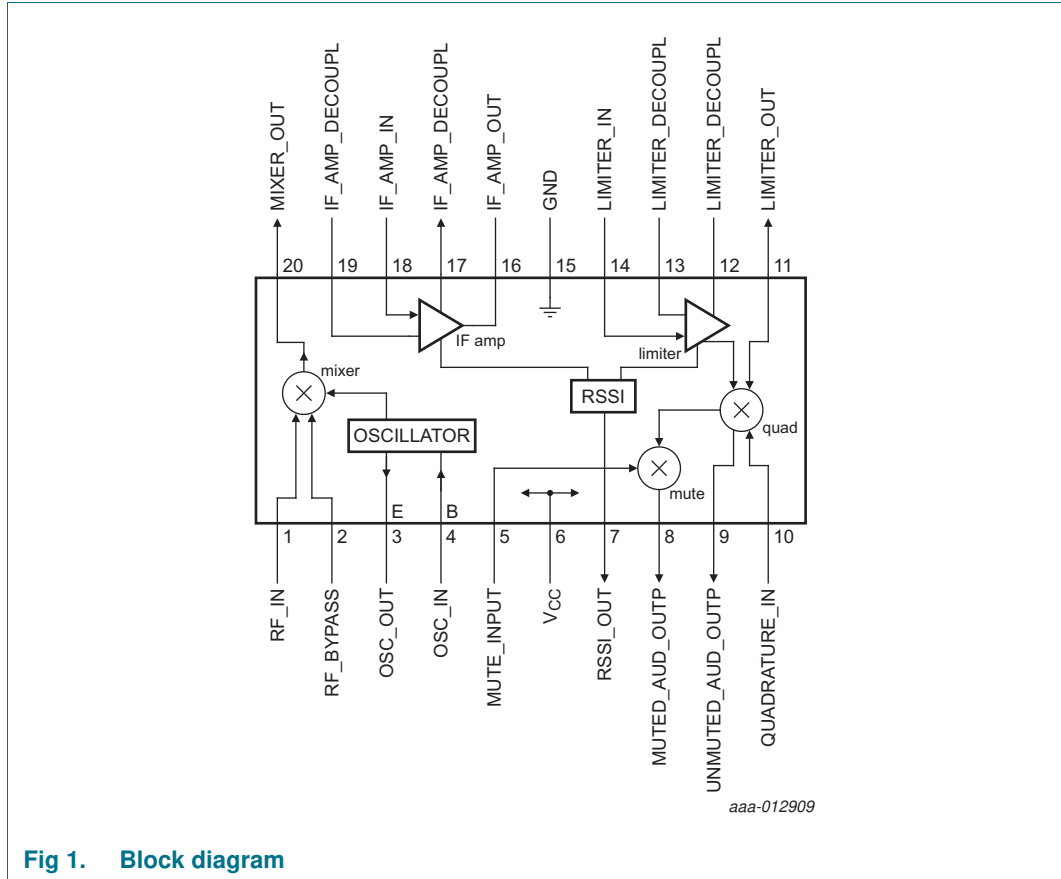 MIXER_OUT
IF_AMP_DECOUPL
IF_AMP_IN
IF_AMP_DECOUPL
IF_AMP_OUT
GND
LIMITER_IN
LIMITER_DECOUPL
LIMITER_DECOUPL
LIMITER_OUT
20 19 18 17 16 15 14 13 12 11
IF amp
limiter
mixer
RSSI
quad
OSCILLATOR
mute
E B
1 2 3 4 5 6 7 8 9 10
RF_IN
RF_BYPASS
OSC_OUT
OSC_IN
MUTE_INPUT
VCC
RSSI_OUT
MUTED_AUD_OUTP
UNMUTED_AUD_OUTP
QUADRATURE_IN
aaa-012909
Fig 1. Block diagram